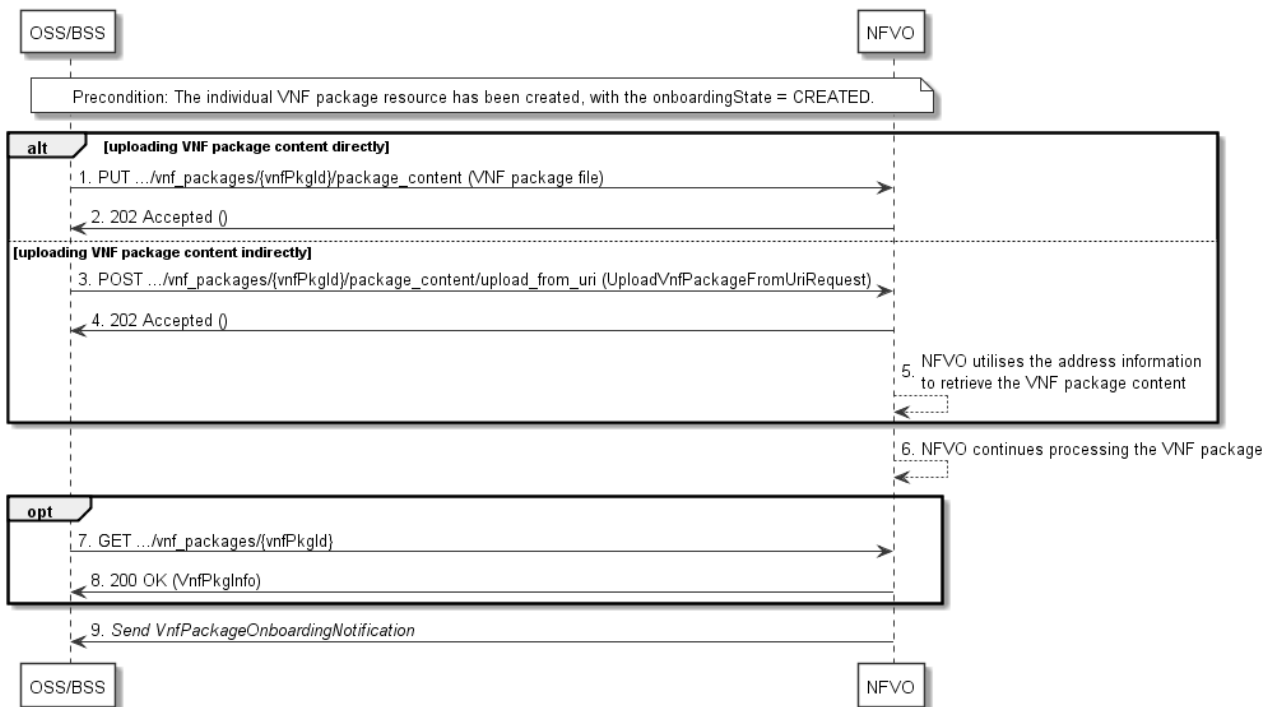 OSS/BSS
NFVO
Precondition: The individual VNF package resource has been created, with the onboardingState = CREATED.
alt
[uploading VNF package content directly]
1. PUT .../vnf_packages/{vnfPkgId}/package_content (VNF package file)
2. 202 Accepted ()
[uploading VNF package content indirectly]
3. POST .../vnf_packages/{vnfPkgId}/package_content/upload_from_uri (UploadVnfPackageFromUriRequest)
4. 202 Accepted ()
5. NFVO utilises the address information
to retrieve the VNF package content
6. NFVO continues processing the VNF package
opt
7. GET .../vnf_packages/{vnfPkgId}
8. 200 OK (VnfPkgInfo)
9. Send VnfPackageOnboardingNotification
OSS/BSS
NFVO